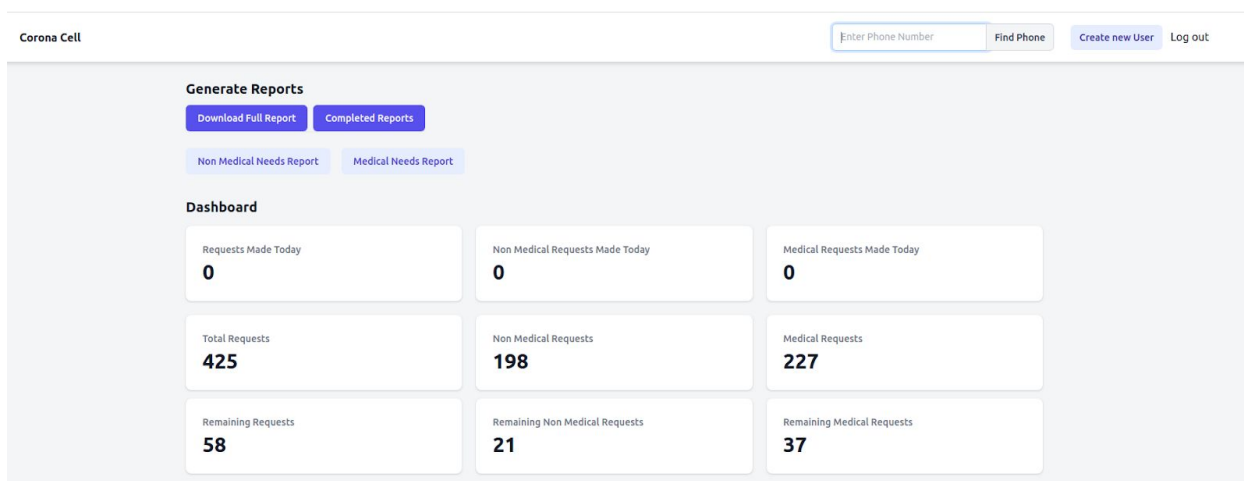 Corona Cell
Enter Phone Number
Find Phone
Create new User
Log out
Generate Reports
Download Full Report
Completed Reports
Non Medical Needs Report
Medical Needs Report
Dashboard
Requests Made Today
0
Non Medical Requests Made Today
0
Medical Requests Made Today
0
Total Requests
425
Non Medical Requests
198
Medical Requests
227
Remaining Requests
58
Remaining Non Medical Requests
21
Remaining Medical Requests
37